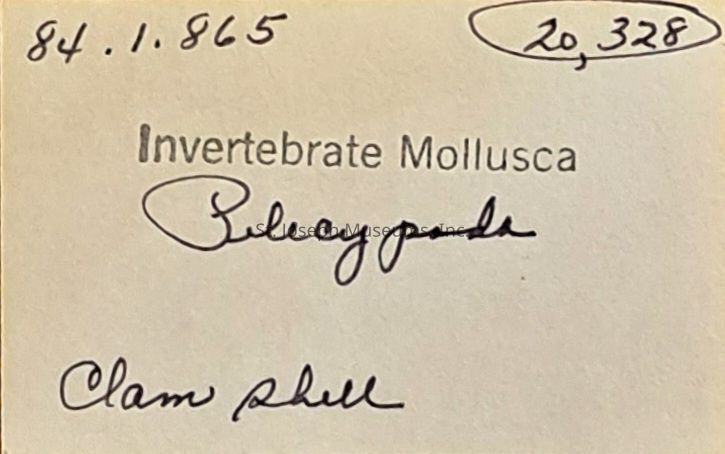 84.1.865 20,328
Invertebrate Mollusca
Pelecypoda
St. Joseph Museums, Inc.
Clam shell